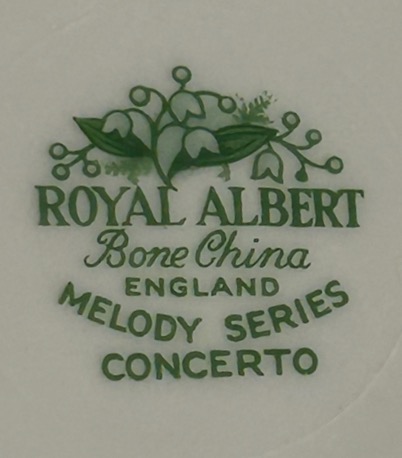 ROYAL ALBERT
Bone China
ENGLAND
MELODY SERIES
CONCERTO